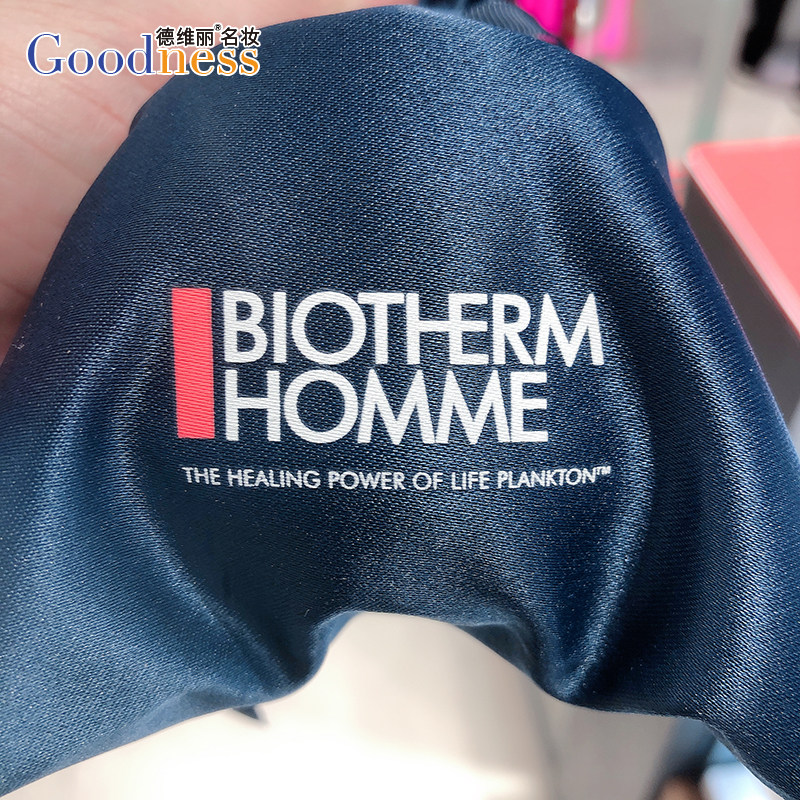 德维丽®名妆
Goodness
BIOTHERM
HOMME
THE HEALING POWER OF LIFE PLANKTON™